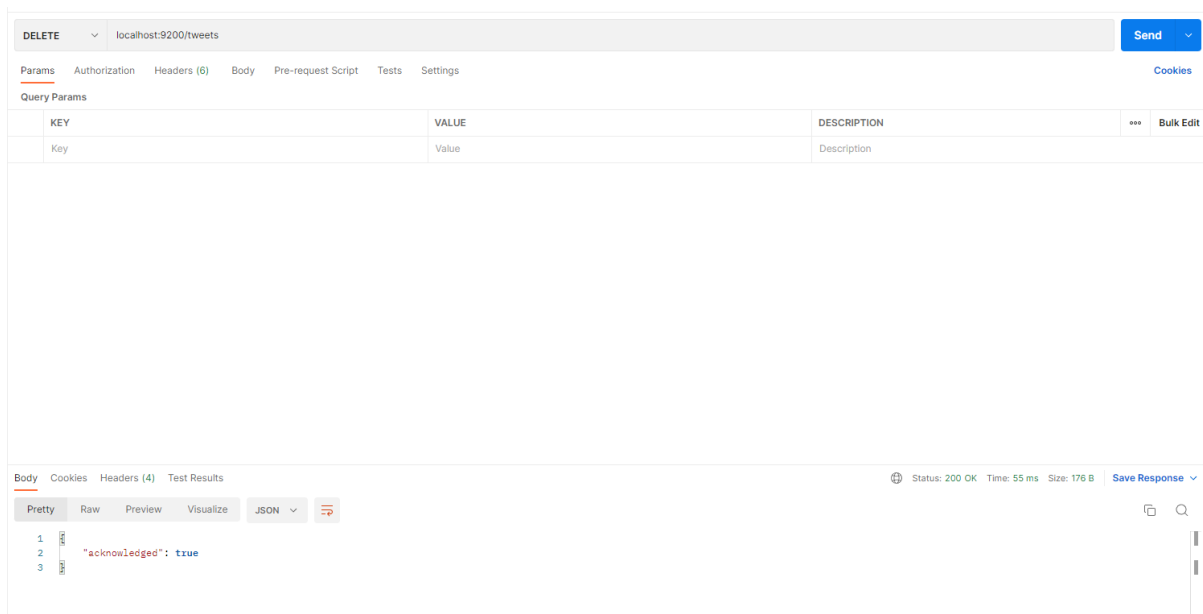 DELETE localhost:9200/tweets Send
Params Authorization Headers (6) Body Pre-request Script Tests Settings Cookies
Query Params
KEY VALUE DESCRIPTION ooo Bulk Edit
Key Value Description
Body Cookies Headers (4) Test Results Status: 200 OK Time: 55 ms Size: 176 B Save Response
Pretty Raw Preview Visualize JSON
1 {
2 "acknowledged": true
3 }